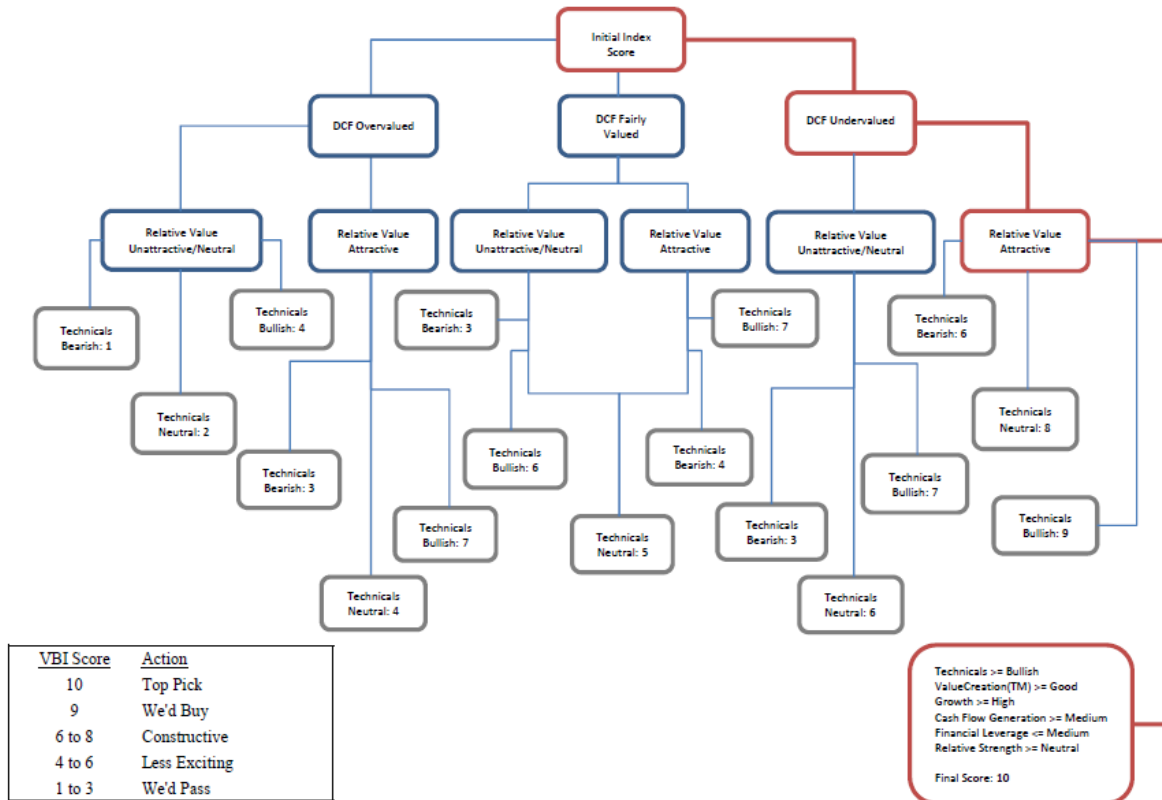 Initial Index
Score
DCF Overvalued
DCF Fairly
Valued
DCF Undervalued
Relative Value
Unattractive/Neutral
Relative Value
Attractive
Relative Value
Unattractive/Neutral
Relative Value
Attractive
Relative Value
Unattractive/Neutral
Relative Value
Attractive
Technicals
Bearish: 1
Technicals
Bullish: 4
Technicals
Bearish: 3
Technicals
Bullish: 7
Technicals
Bearish: 6
Technicals
Neutral: 2
Technicals
Bearish: 3
Technicals
Bullish: 6
Technicals
Bearish: 4
Technicals
Bullish: 7
Technicals
Neutral: 8
Technicals
Bullish: 7
Technicals
Neutral: 5
Technicals
Bearish: 3
Technicals
Bullish: 9
Technicals
Neutral: 4
Technicals
Neutral: 6
VBI Score Action
10 Top Pick
9 We'd Buy
6 to 8 Constructive
4 to 6 Less Exciting
1 to 3 We'd Pass
Technicals >= Bullish
ValueCreation(TM) >= Good
Growth >= High
Cash Flow Generation >= Medium
Financial Leverage <= Medium
Relative Strength >= Neutral
Final Score: 10